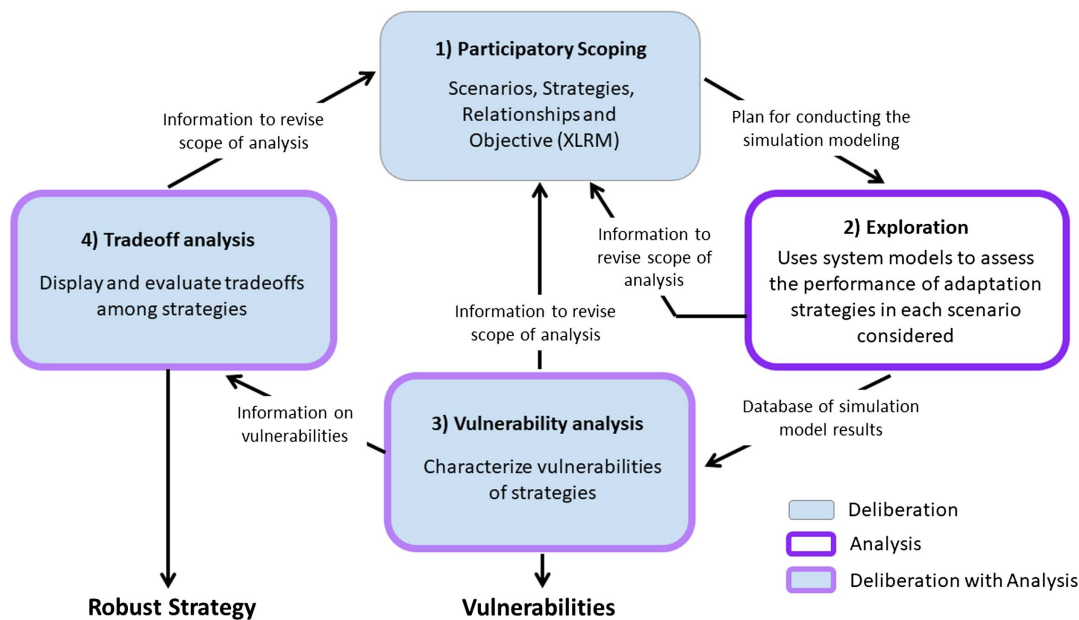 1) Participatory Scoping
Scenarios, Strategies,
Relationships and
Objective (XLRM)
Information to revise
scope of analysis
Plan for conducting the
simulation modeling
4) Tradeoff analysis
Display and evaluate tradeoffs
among strategies
Information to
revise scope of
analysis
2) Exploration
Uses system models to assess
the performance of adaptation
strategies in each scenario
considered
Information to revise
scope of analysis
Information on
vulnerabilities
3) Vulnerability analysis
Characterize vulnerabilities
of strategies
Database of simulation
model results
Deliberation
Analysis
Deliberation with Analysis
Robust Strategy
Vulnerabilities